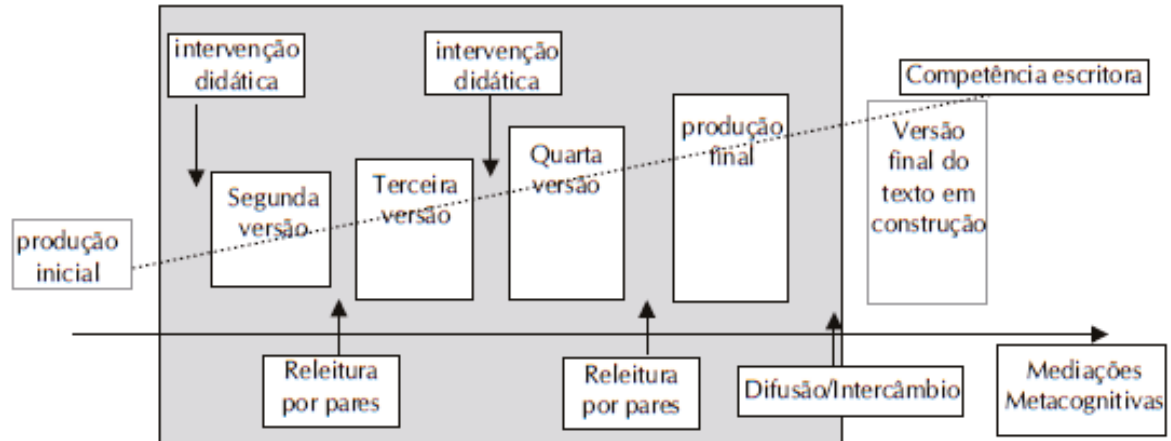 intervenção
didática
intervenção
didática
Competência escritora
produção
final
Versão
final do
texto em
construção
Quarta
versão
Terceira
versão
Segunda
versão
produção
inicial
Releitura
por pares
Releitura
por pares
Difusão/Intercâmbio
Mediações
Metacognitivas